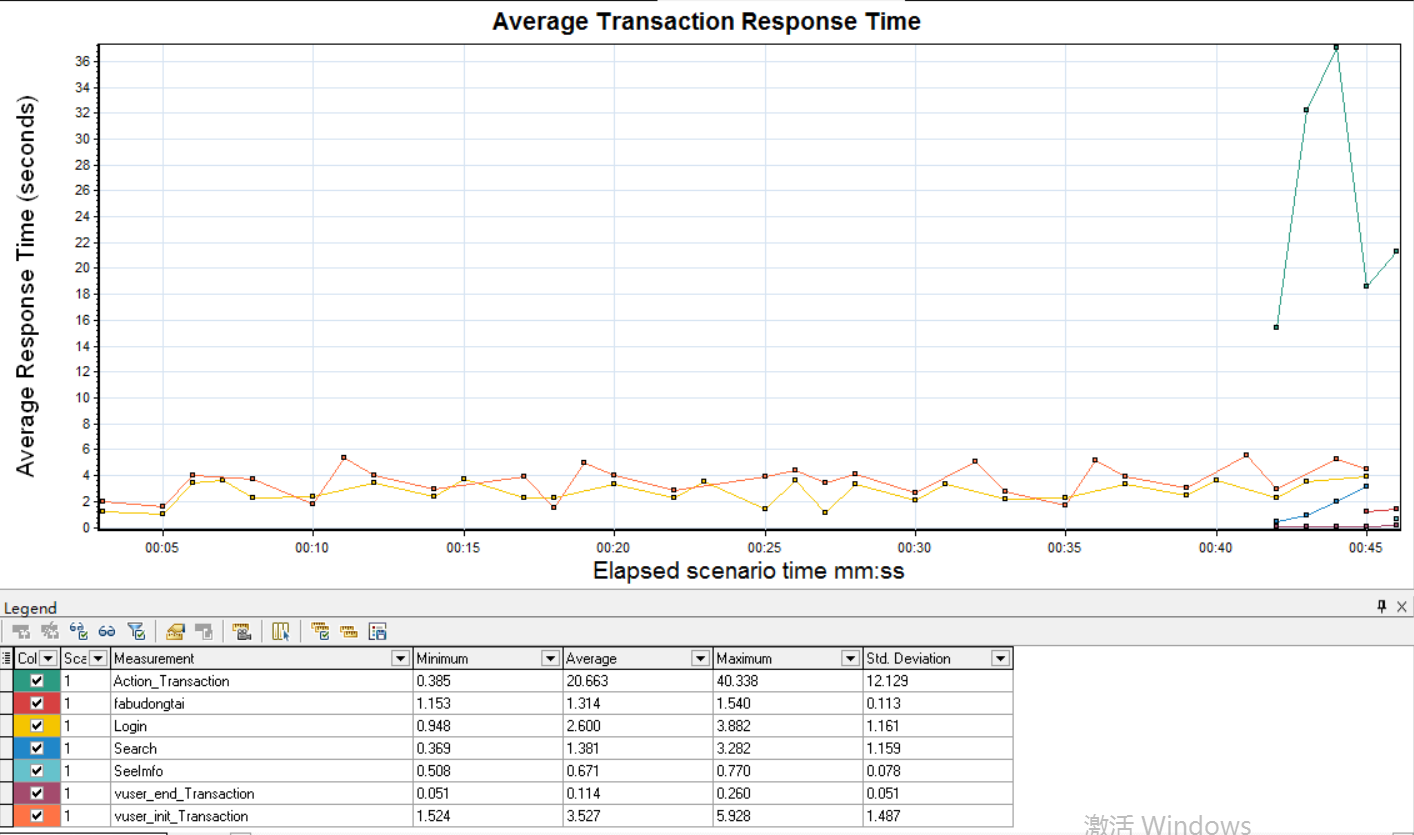 Average Transaction Response Time
Average Response Time (seconds)
36
34
32
30
28
26
24
22
20
18
16
14
12
10
8
6
4
2
0
00:05 00:10 00:15 00:20 00:25 00:30 00:35 00:40 00:45
Elapsed scenario time mm:ss
Legend
Col Sca Measurement Minimum Average Maximum Std. Deviation
1 Action_Transaction 0.385 20.663 40.338 12.129
1 fabudongtai 1.153 1.314 1.540 0.113
1 Login 0.948 2.600 3.882 1.161
1 Search 0.369 1.381 3.282 1.159
1 SeeImfo 0.508 0.671 0.770 0.078
1 vuser_end_Transaction 0.051 0.114 0.260 0.051
1 vuser_init_Transaction 1.524 3.527 5.928 1.487
激活 Windows